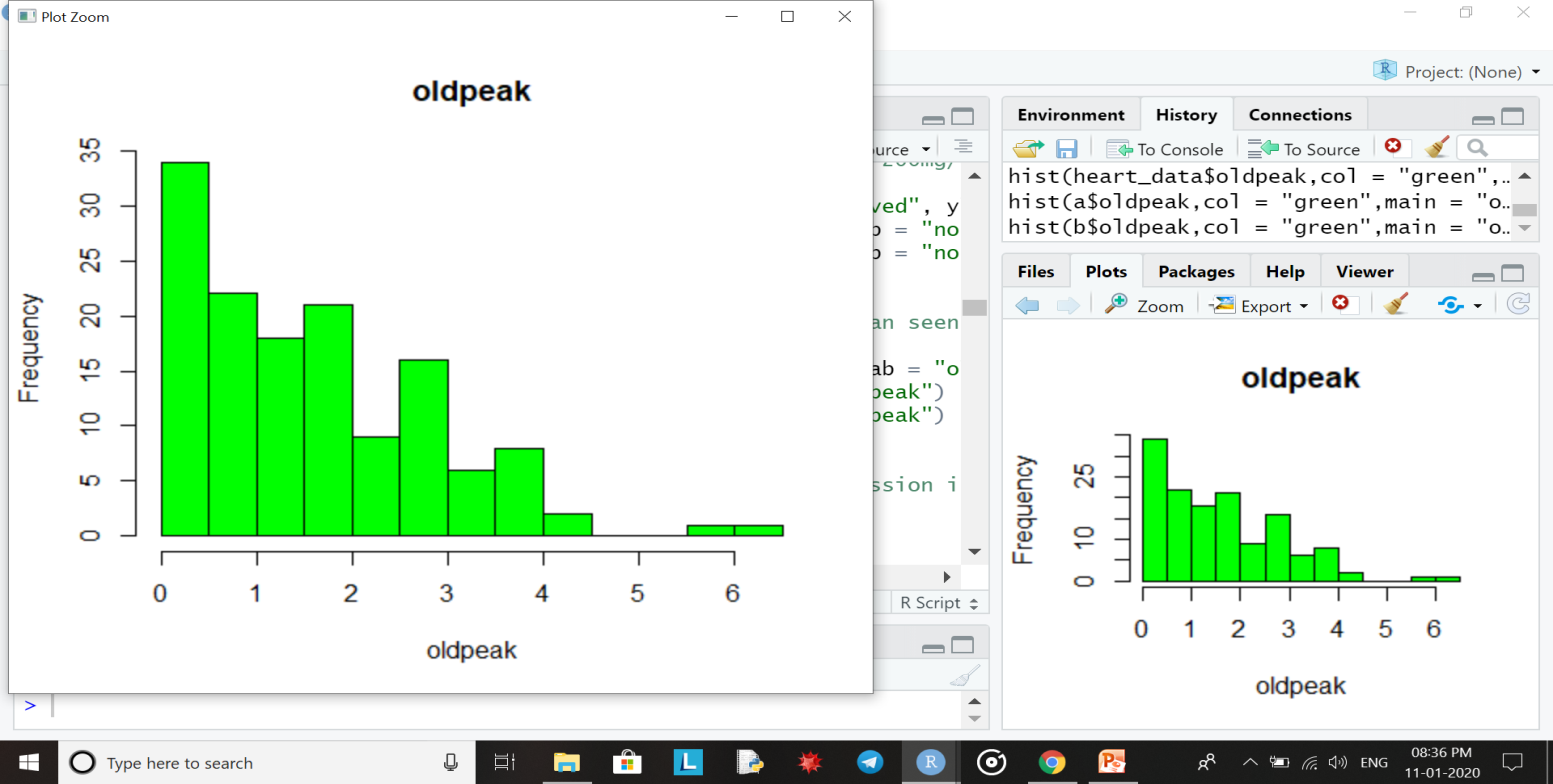 Plot Zoom
oldpeak
35
30
25
20
15
10
5
0
Frequency
0 1 2 3 4 5 6
oldpeak
Project: (None)
ource
ved", y
= "no
= "no
an seen
ab = "o
peak")
peak")
ssion i
R Script
>
Environment History Connections
To Console To Source
hist(heart_data$oldpeak,col = "green",..
hist(a$oldpeak,col = "green",main = "o..
hist(b$oldpeak,col = "green",main = "o..
Files Plots Packages Help Viewer
Zoom Export
oldpeak
25
10
0
Frequency
0 1 2 3 4 5 6
oldpeak
Type here to search
L
R
ENG
08:36 PM
11-01-2020